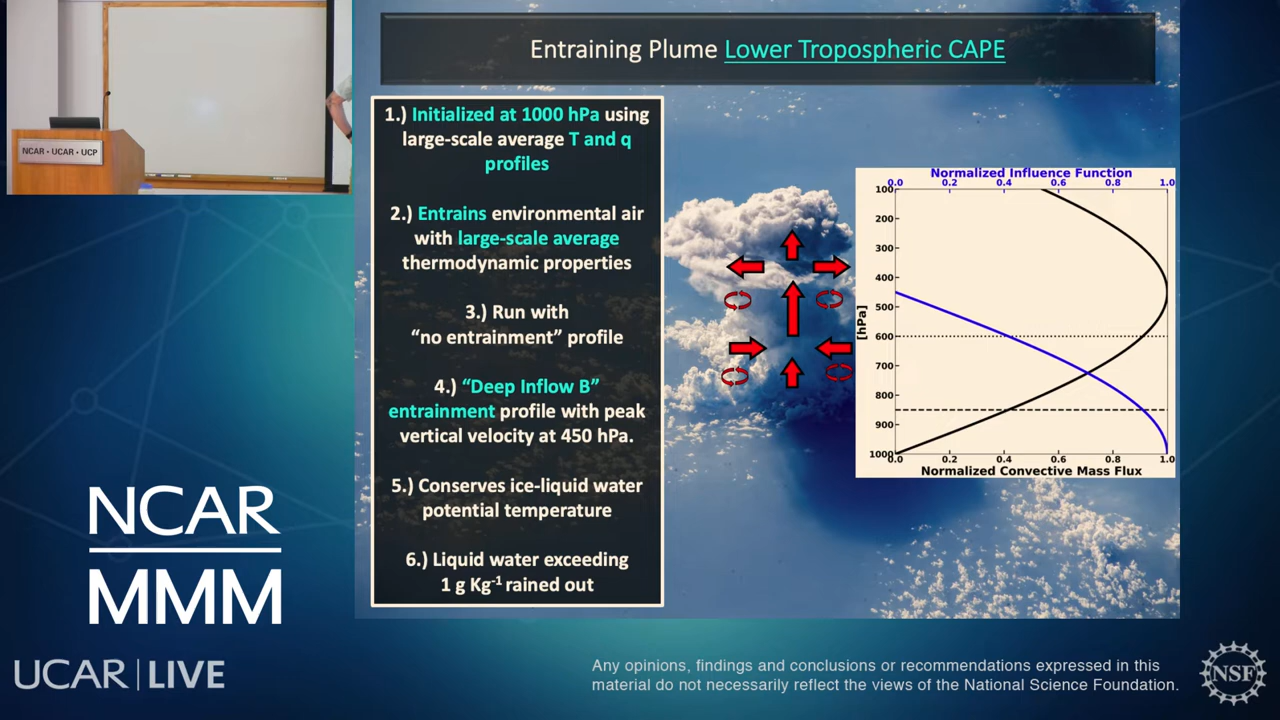 Entraining Plume Lower Tropospheric CAPE
NCAR • UCAR • UCP
1.) Initialized at 1000 hPa using
large-scale average T and q
profiles
2.) Entrains environmental air
with large-scale average
thermodynamic properties
3.) Run with
“no entrainment” profile
4.) “Deep Inflow B”
entrainment profile with peak
vertical velocity at 450 hPa.
5.) Conserves ice-liquid water
potential temperature
6.) Liquid water exceeding
1 g Kg-1 rained out
Normalized Influence Function
0.0 0.2 0.4 0.6 0.8 1.0
100
200
300
400
500
600
700
800
900
1000
[hPa]
0.0 0.2 0.4 0.6 0.8 1.0
Normalized Convective Mass Flux
NCAR
MMM
UCAR | LIVE
Any opinions, findings and conclusions or recommendations expressed in this
material do not necessarily reflect the views of the National Science Foundation.
NSF